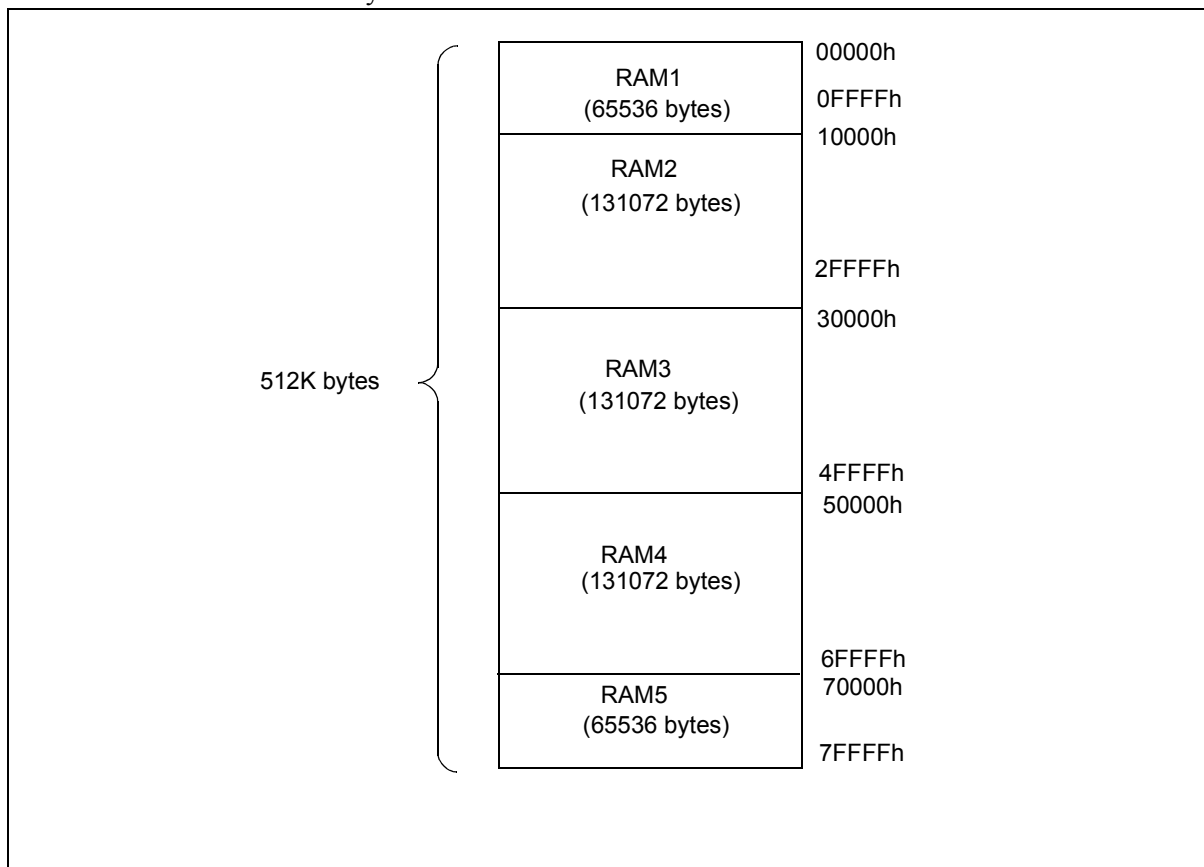 00000h
RAM1
(65536 bytes)
0FFFFh
10000h
RAM2
(131072 bytes)
2FFFFh
30000h
512K bytes
RAM3
(131072 bytes)
4FFFFh
50000h
RAM4
(131072 bytes)
6FFFFh
70000h
RAM5
(65536 bytes)
7FFFFh